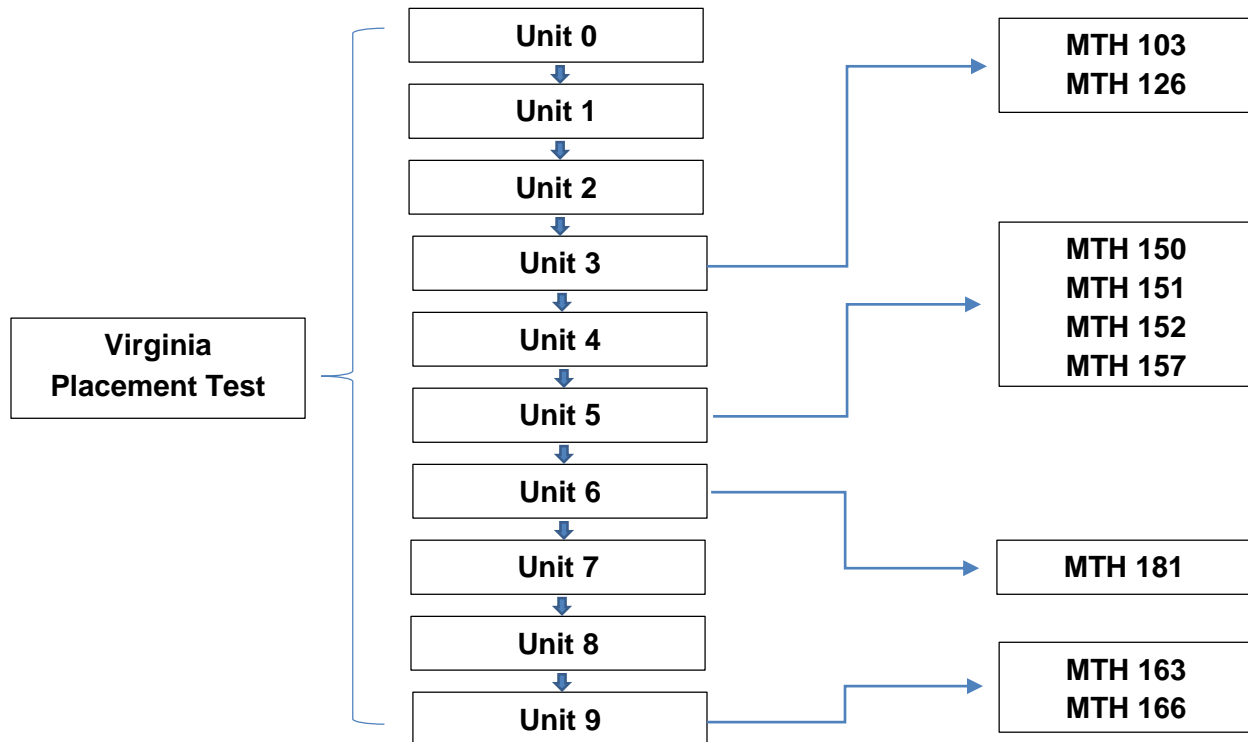 Virginia
Placement Test
Unit 0
Unit 1
Unit 2
Unit 3
Unit 4
Unit 5
Unit 6
Unit 7
Unit 8
Unit 9
MTH 103
MTH 126
MTH 150
MTH 151
MTH 152
MTH 157
MTH 181
MTH 163
MTH 166